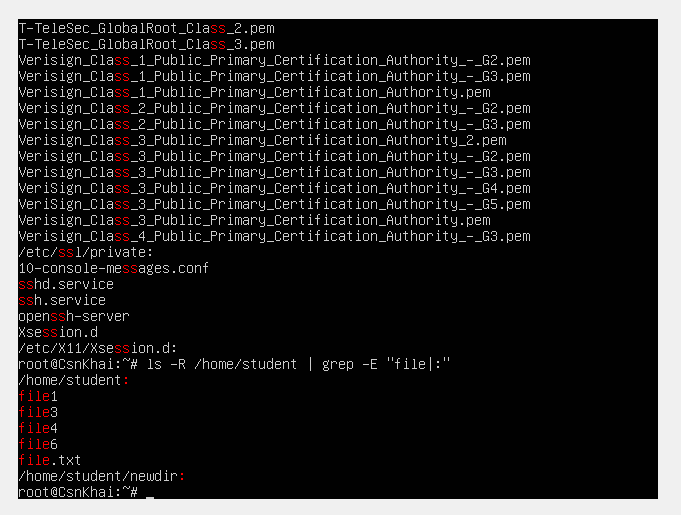 T-TeleSec_GlobalRoot_Class_2.pem
T-TeleSec_GlobalRoot_Class_3.pem
Verisign_Class_1_Public_Primary_Certification_Authority_-_G2.pem
Verisign_Class_1_Public_Primary_Certification_Authority_-_G3.pem
Verisign_Class_1_Public_Primary_Certification_Authority.pem
Verisign_Class_2_Public_Primary_Certification_Authority_-_G2.pem
Verisign_Class_2_Public_Primary_Certification_Authority_-_G3.pem
Verisign_Class_3_Public_Primary_Certification_Authority_2.pem
Verisign_Class_3_Public_Primary_Certification_Authority_-_G2.pem
Verisign_Class_3_Public_Primary_Certification_Authority_-_G3.pem
VeriSign_Class_3_Public_Primary_Certification_Authority_-_G4.pem
VeriSign_Class_3_Public_Primary_Certification_Authority_-_G5.pem
Verisign_Class_3_Public_Primary_Certification_Authority.pem
Verisign_Class_4_Public_Primary_Certification_Authority_-_G3.pem
/etc/ssl/private:
10-console-messages.conf
sshd.service
ssh.service
openssh-server
Xsession.d
/etc/X11/Xsession.d:
root@CsnKhai:~# ls -R /home/student | grep -E "file|:"
/home/student:
file1
file3
file4
file6
file.txt
/home/student/newdir:
root@CsnKhai:~# _